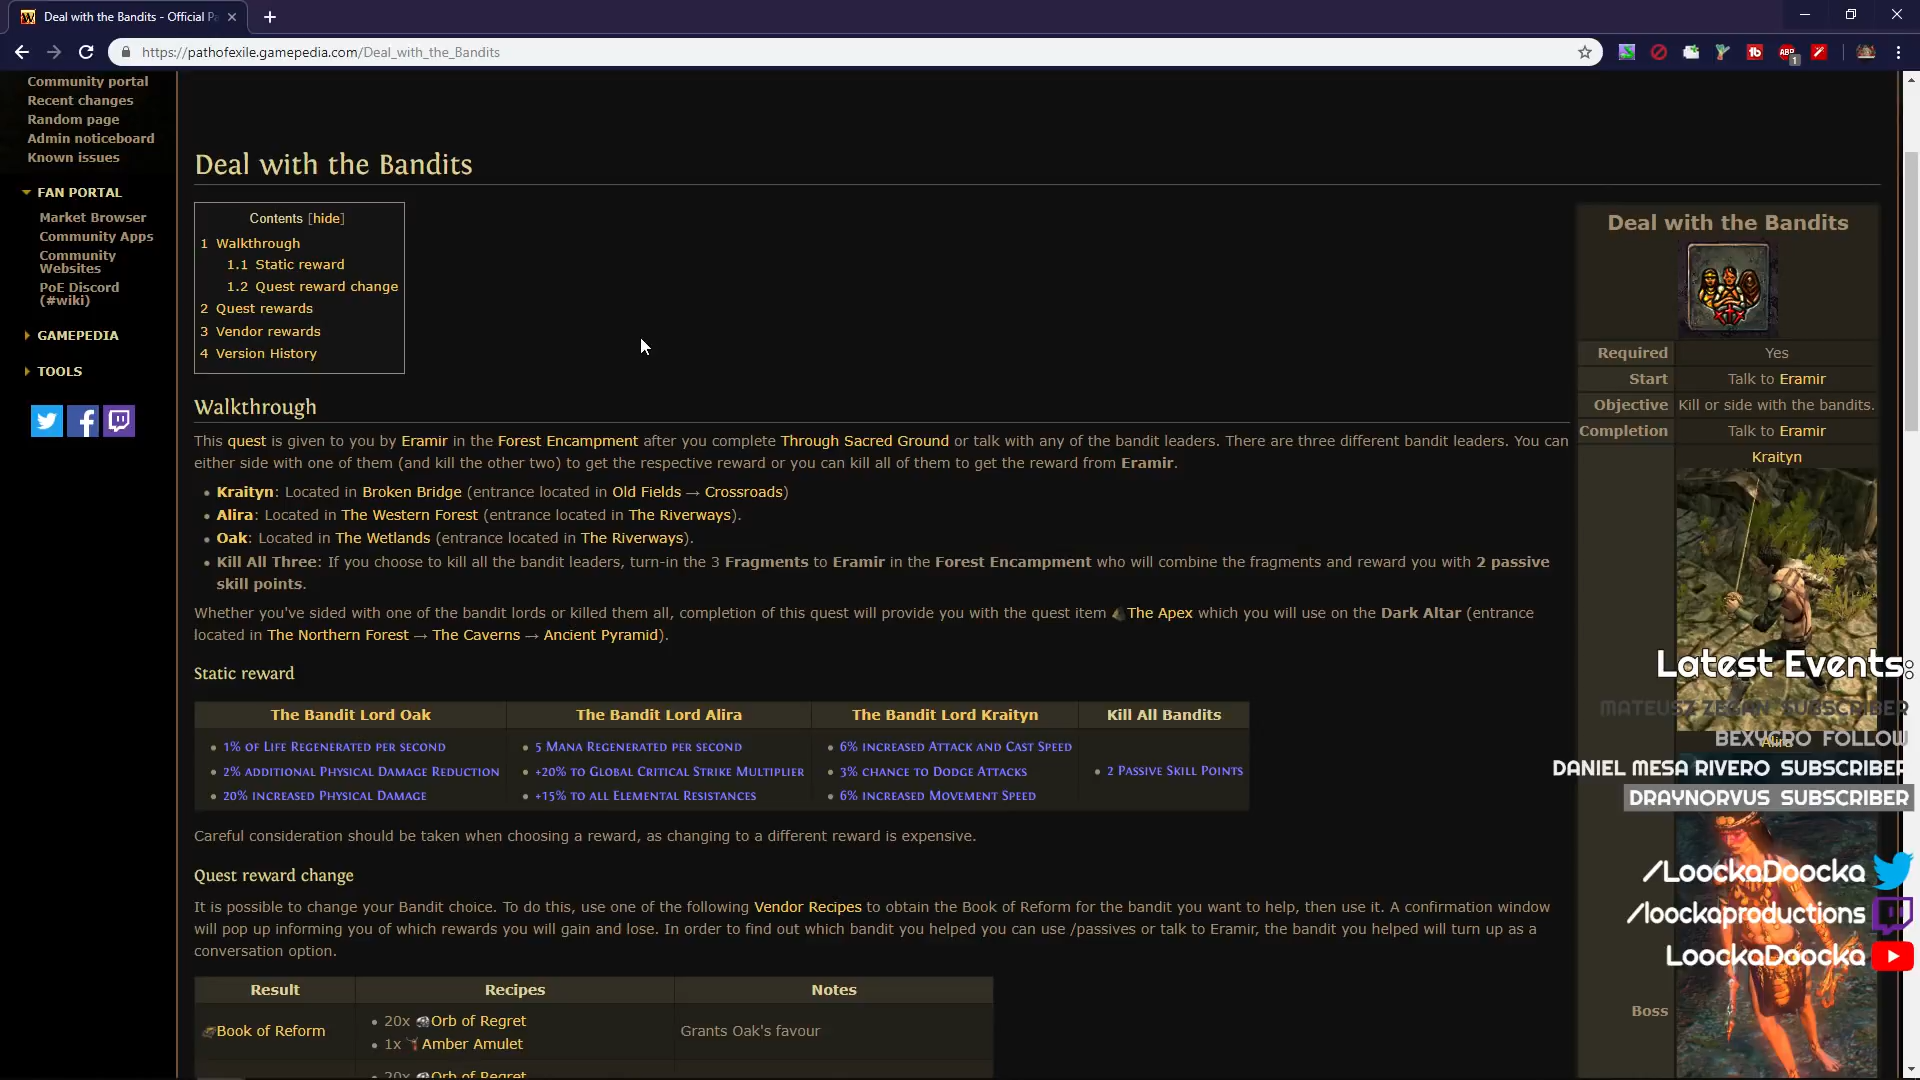 Deal with the Bandits - Official Pa
https://pathofexile.gamepedia.com/Deal_with_the_Bandits
ABP
1
Community portal
Recent changes
Random page
Admin noticeboard
Known issues
FAN PORTAL
Market Browser
Community Apps
Community
Websites
PoE Discord
(#wiki)
GAMEPEDIA
TOOLS
Deal with the Bandits
Contents [hide]
1 Walkthrough
1.1 Static reward
1.2 Quest reward change
2 Quest rewards
3 Vendor rewards
4 Version History
Walkthrough
This quest is given to you by Eramir in the Forest Encampment after you complete Through Sacred Ground or talk with any of the bandit leaders. There are three different bandit leaders. You can
either side with one of them (and kill the other two) to get the respective reward or you can kill all of them to get the reward from Eramir.
• Kraityn: Located in Broken Bridge (entrance located in Old Fields → Crossroads)
• Alira: Located in The Western Forest (entrance located in The Riverways).
• Oak: Located in The Wetlands (entrance located in The Riverways).
• Kill All Three: If you choose to kill all the bandit leaders, turn-in the 3 Fragments to Eramir in the Forest Encampment who will combine the fragments and reward you with 2 passive
skill points.
Whether you've sided with one of the bandit lords or killed them all, completion of this quest will provide you with the quest item The Apex which you will use on the Dark Altar (entrance
located in The Northern Forest → The Caverns → Ancient Pyramid).
Static reward
The Bandit Lord Oak The Bandit Lord Alira The Bandit Lord Kraityn Kill All Bandits
• 1% of Life Regenerated per second • 5 Mana Regenerated per second • 6% increased Attack and Cast Speed
• 2% additional Physical Damage Reduction • +20% to Global Critical Strike Multiplier • 3% chance to Dodge Attacks • 2 Passive Skill Points
• 20% increased Physical Damage • +15% to all Elemental Resistances • 6% increased Movement Speed
Careful consideration should be taken when choosing a reward, as changing to a different reward is expensive.
Quest reward change
It is possible to change your Bandit choice. To do this, use one of the following Vendor Recipes to obtain the Book of Reform for the bandit you want to help, then use it. A confirmation window
will pop up informing you of which rewards you will gain and lose. In order to find out which bandit you helped you can use /passives or talk to Eramir, the bandit you helped will turn up as a
conversation option.
Result Recipes Notes
Book of Reform • 20x Orb of Regret Grants Oak's favour
• 1x Amber Amulet
• 20x Orb of Regret
Deal with the Bandits
Required Yes
Start Talk to Eramir
Objective Kill or side with the bandits.
Completion Talk to Eramir
Kraityn
Alira
Boss
Latest Events:
MATEUSZ ZEGAN SUBSCRIBER
BEXYGRO FOLLOW
DANIEL MESA RIVERO SUBSCRIBER
DRAYNORVUS SUBSCRIBER
/LoockaDoocka
/loockaproductions
LoockaDoocka